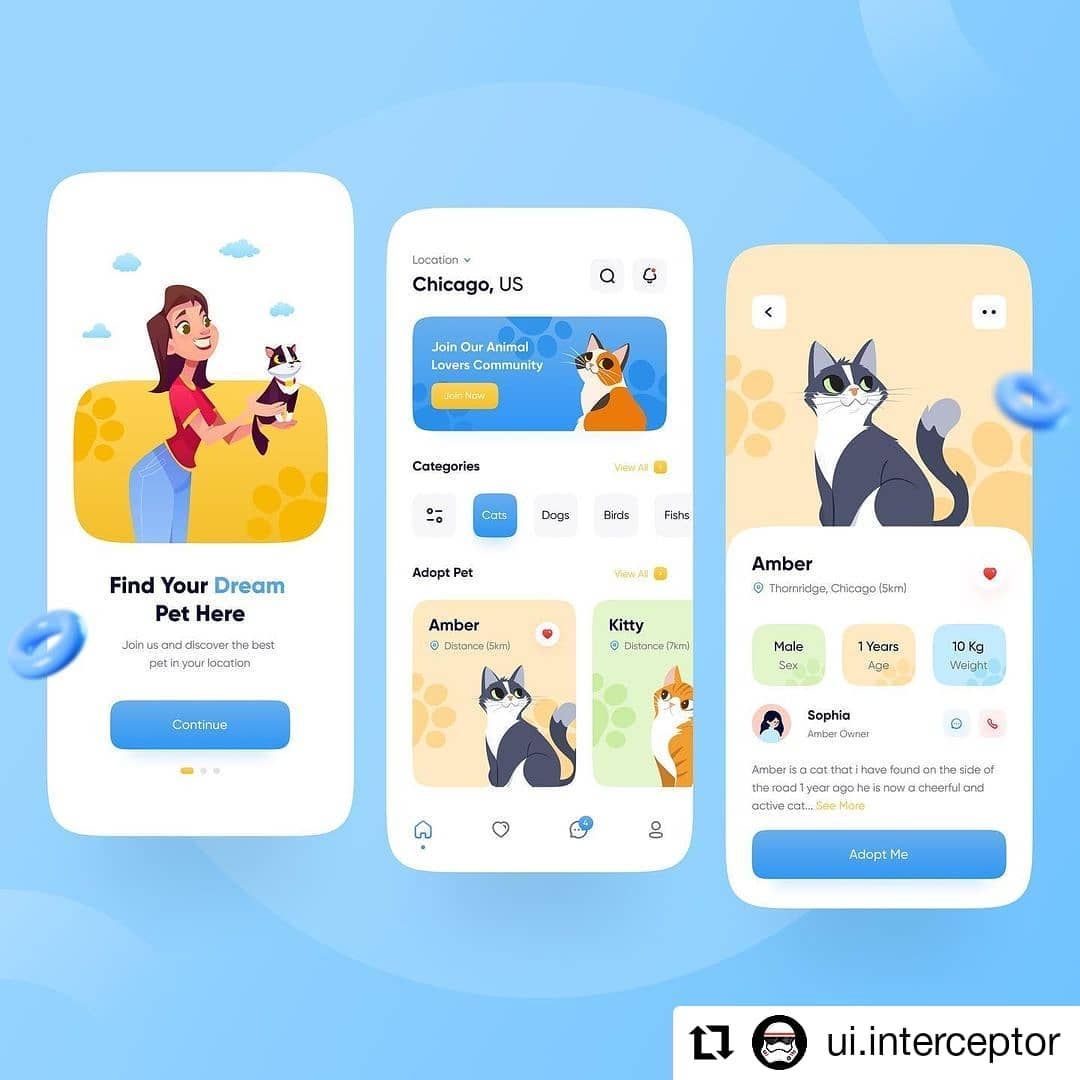 Find Your Dream
Pet Here
Join us and discover the best
pet in your location
Continue
Location
Chicago, US
Join Our Animal
Lovers Community
Join Now
Categories
View All
Cats
Dogs
Birds
Fishs
Adopt Pet
View All
Amber
Distance (5km)
Kitty
Distance (7km)
4
Amber
Thornridge, Chicago (5km)
Male
Sex
1 Years
Age
10 Kg
Weight
Sophia
Amber Owner
Amber is a cat that i have found on the side of
the road 1 year ago he is now a cheerful and
active cat... See More
Adopt Me
ui.interceptor